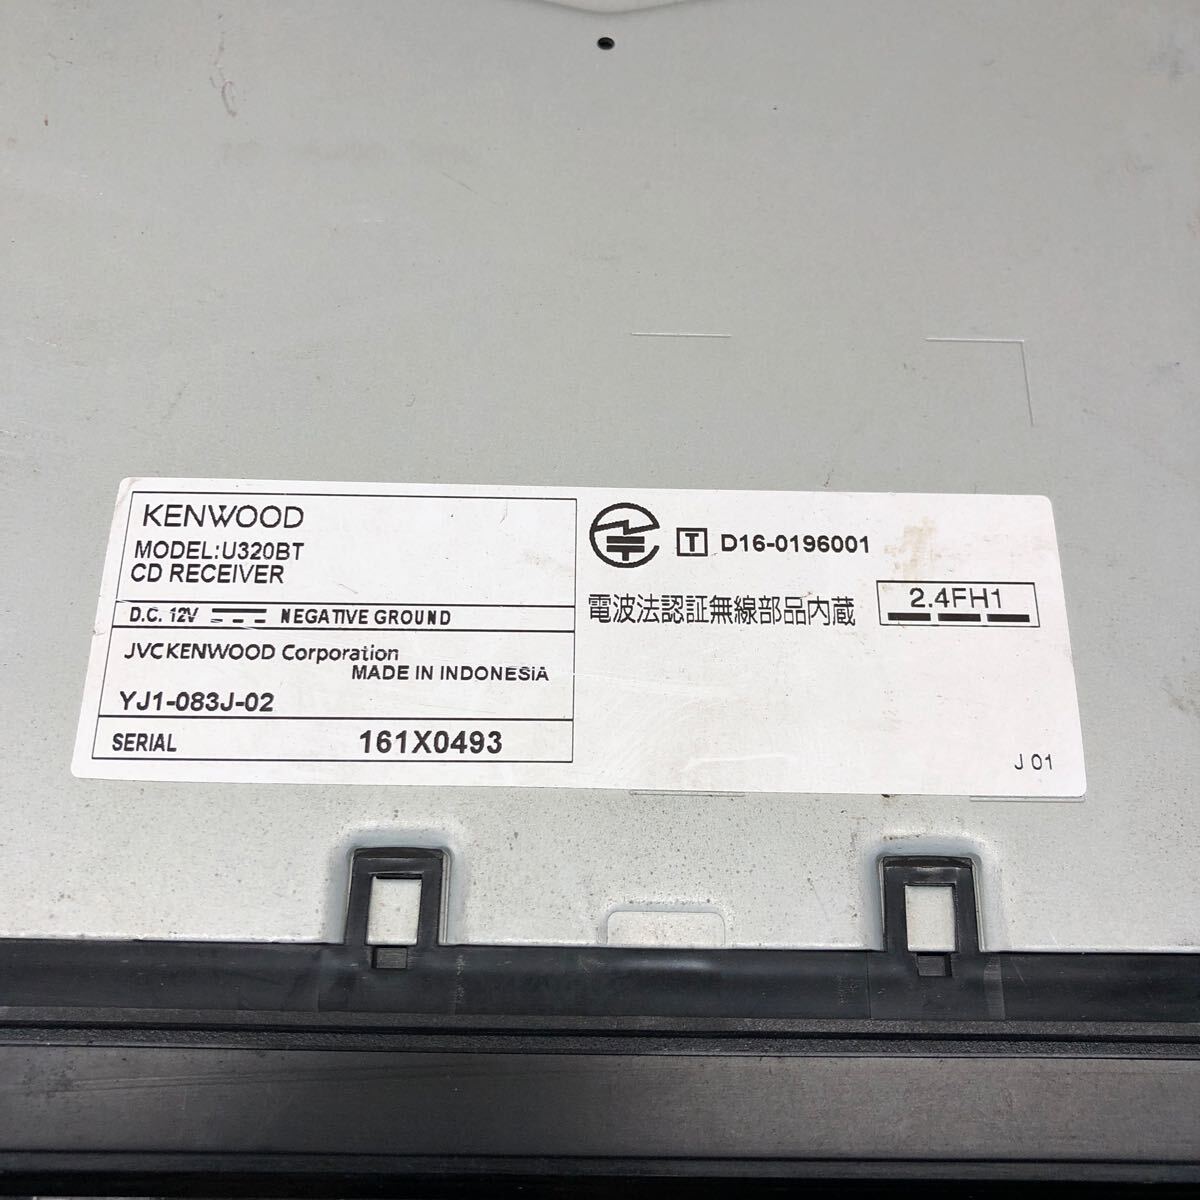 KENWOOD
MODEL:U320BT
CD RECEIVER
D.C. 12V NEGATIVE GROUND
JVCKENWOOD Corporation
MADE IN INDONESIA
YJ1-083J-02
SERIAL 161X0493
T D16-0196001
電波法認証無線部品内蔵
2.4FH1
J 01